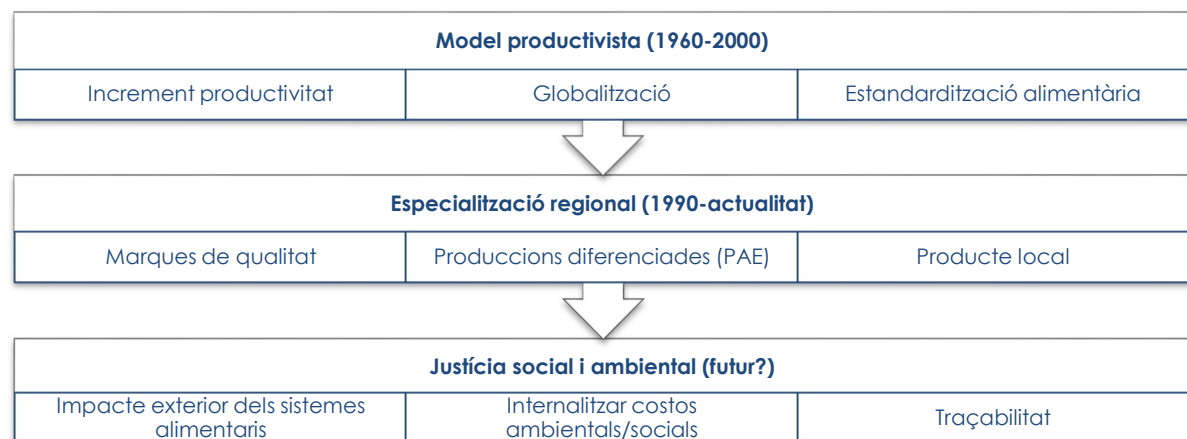 Model productivista (1960-2000)
Increment productivitat
Globalització
Estandardització alimentària
Especialització regional (1990-actualitat)
Marques de qualitat
Produccions diferenciades (PAE)
Producte local
Justícia social i ambiental (futur?)
Impacte exterior dels sistemes
alimentaris
Internalitzar costos
ambientals/socials
Traçabilitat